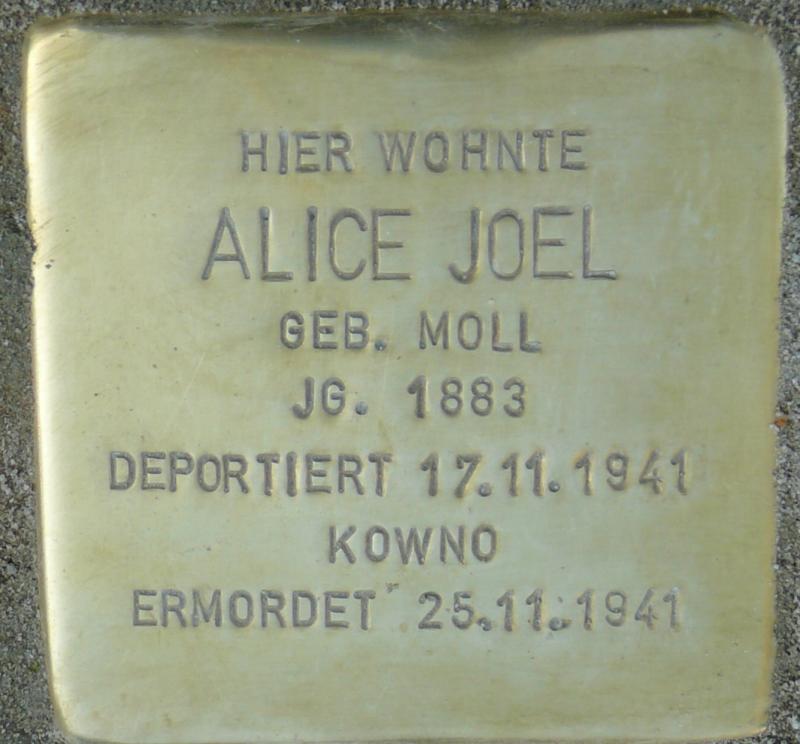 HIER WOHNTE
ALICE JOEL
GEB. MOLL
JG. 1883
DEPORTIERT 17.11.1941
KOWNO
ERMORDET 25.11.1941